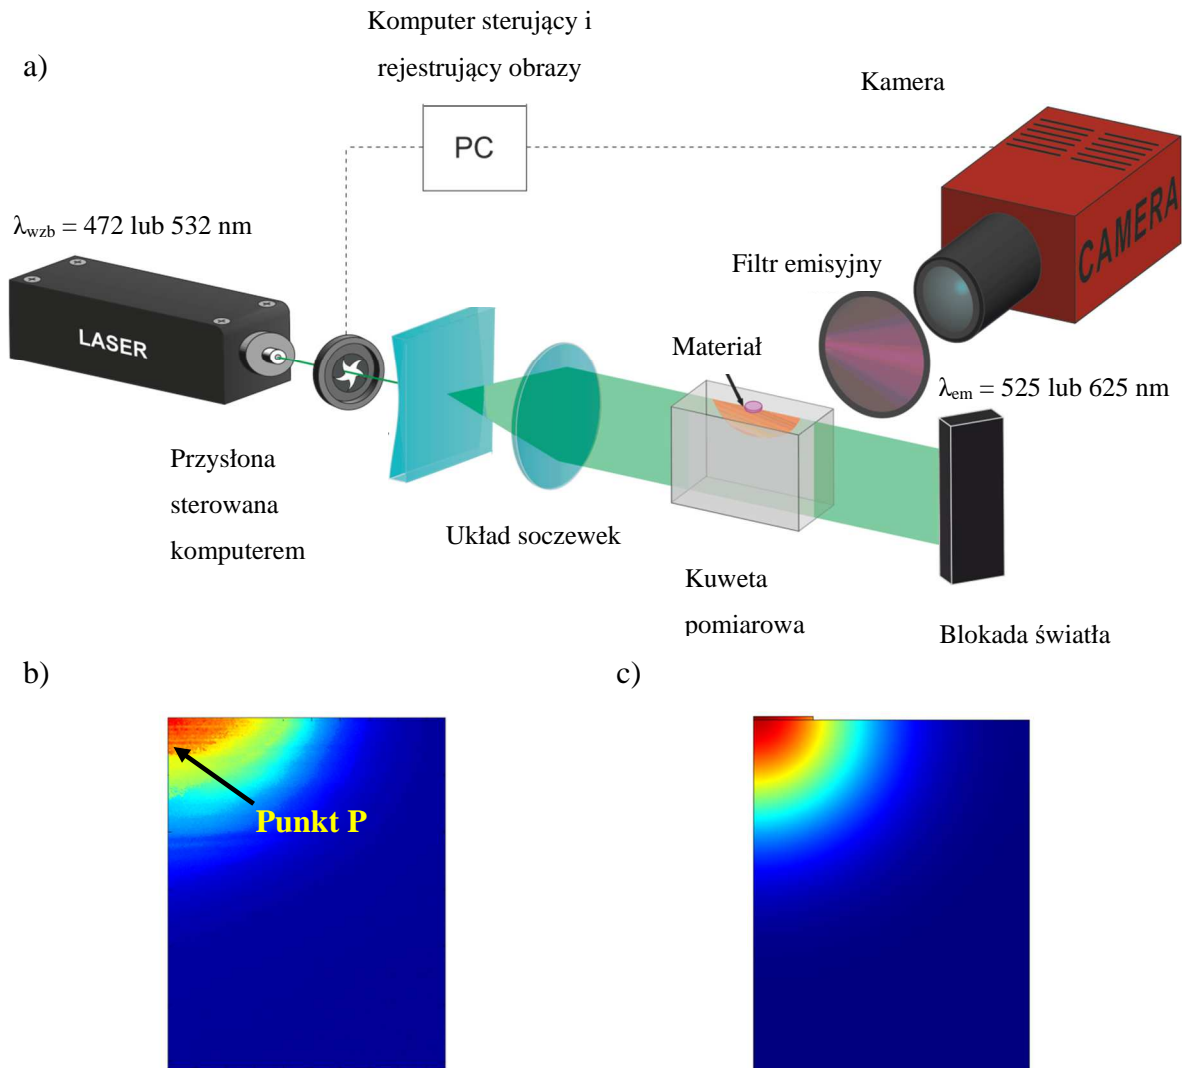 Komputer sterujący i
rejestrujący obrazy
a)
Kamera
PC
λwzb = 472 lub 532 nm
CAMERA
Filtr emisyjny
LASER
Materiał
λem = 525 lub 625 nm
Przysłona
sterowana
komputerem
Układ soczewek
Kuweta
pomiarowa
Blokada światła
b)
c)
Punkt P